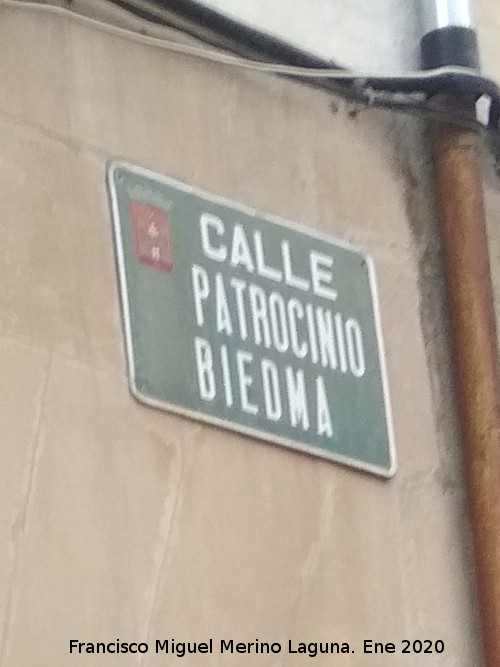 CALLE
PATROCINIO
BIEDMA
Francisco Miguel Merino Laguna. Ene 2020